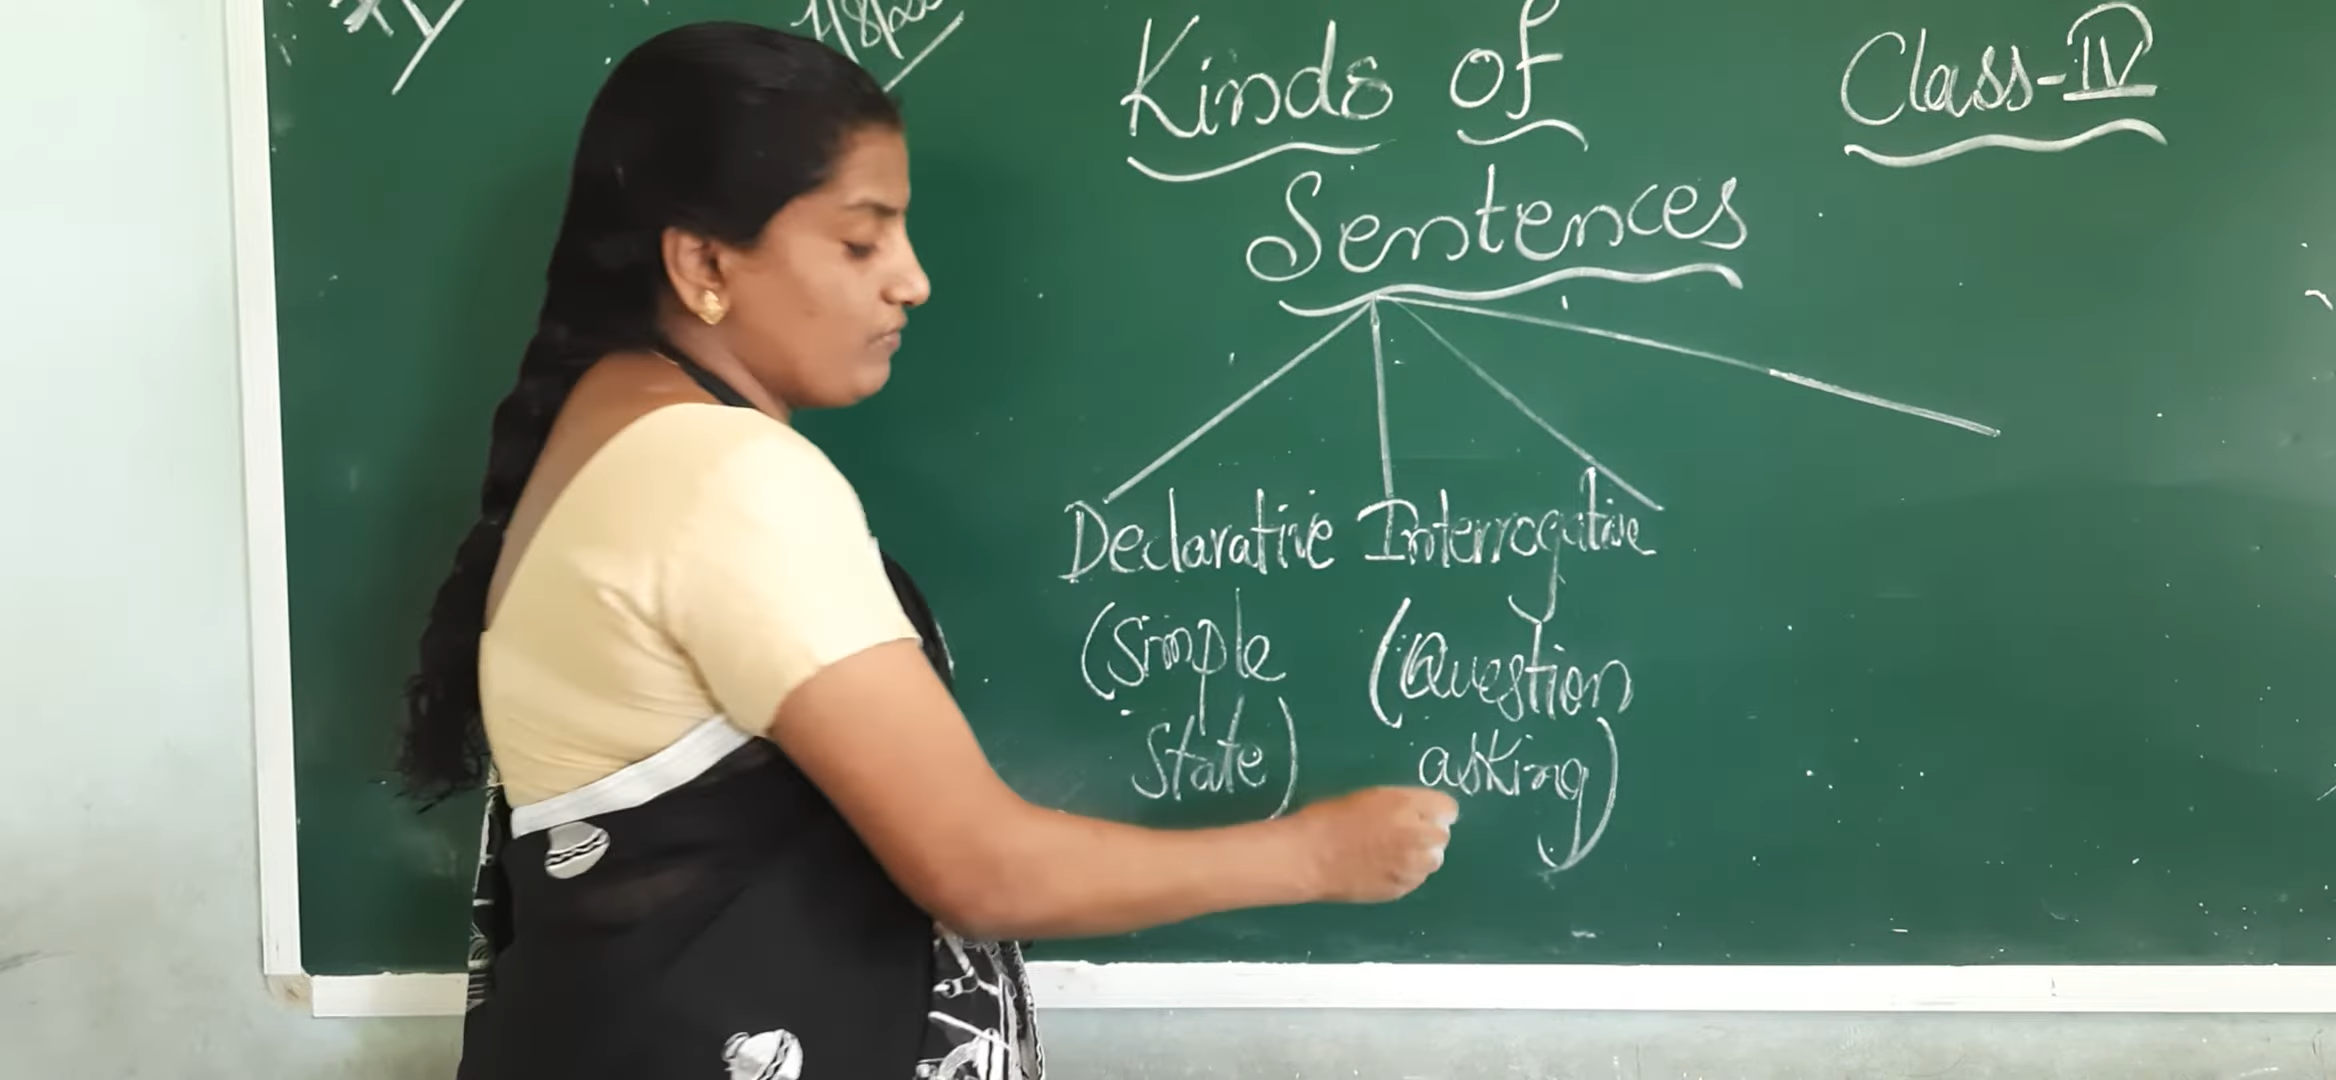 Kinds of
Class-IV
Sentences
Declarative Interrogative
(Simple
State)
(Question
asking)